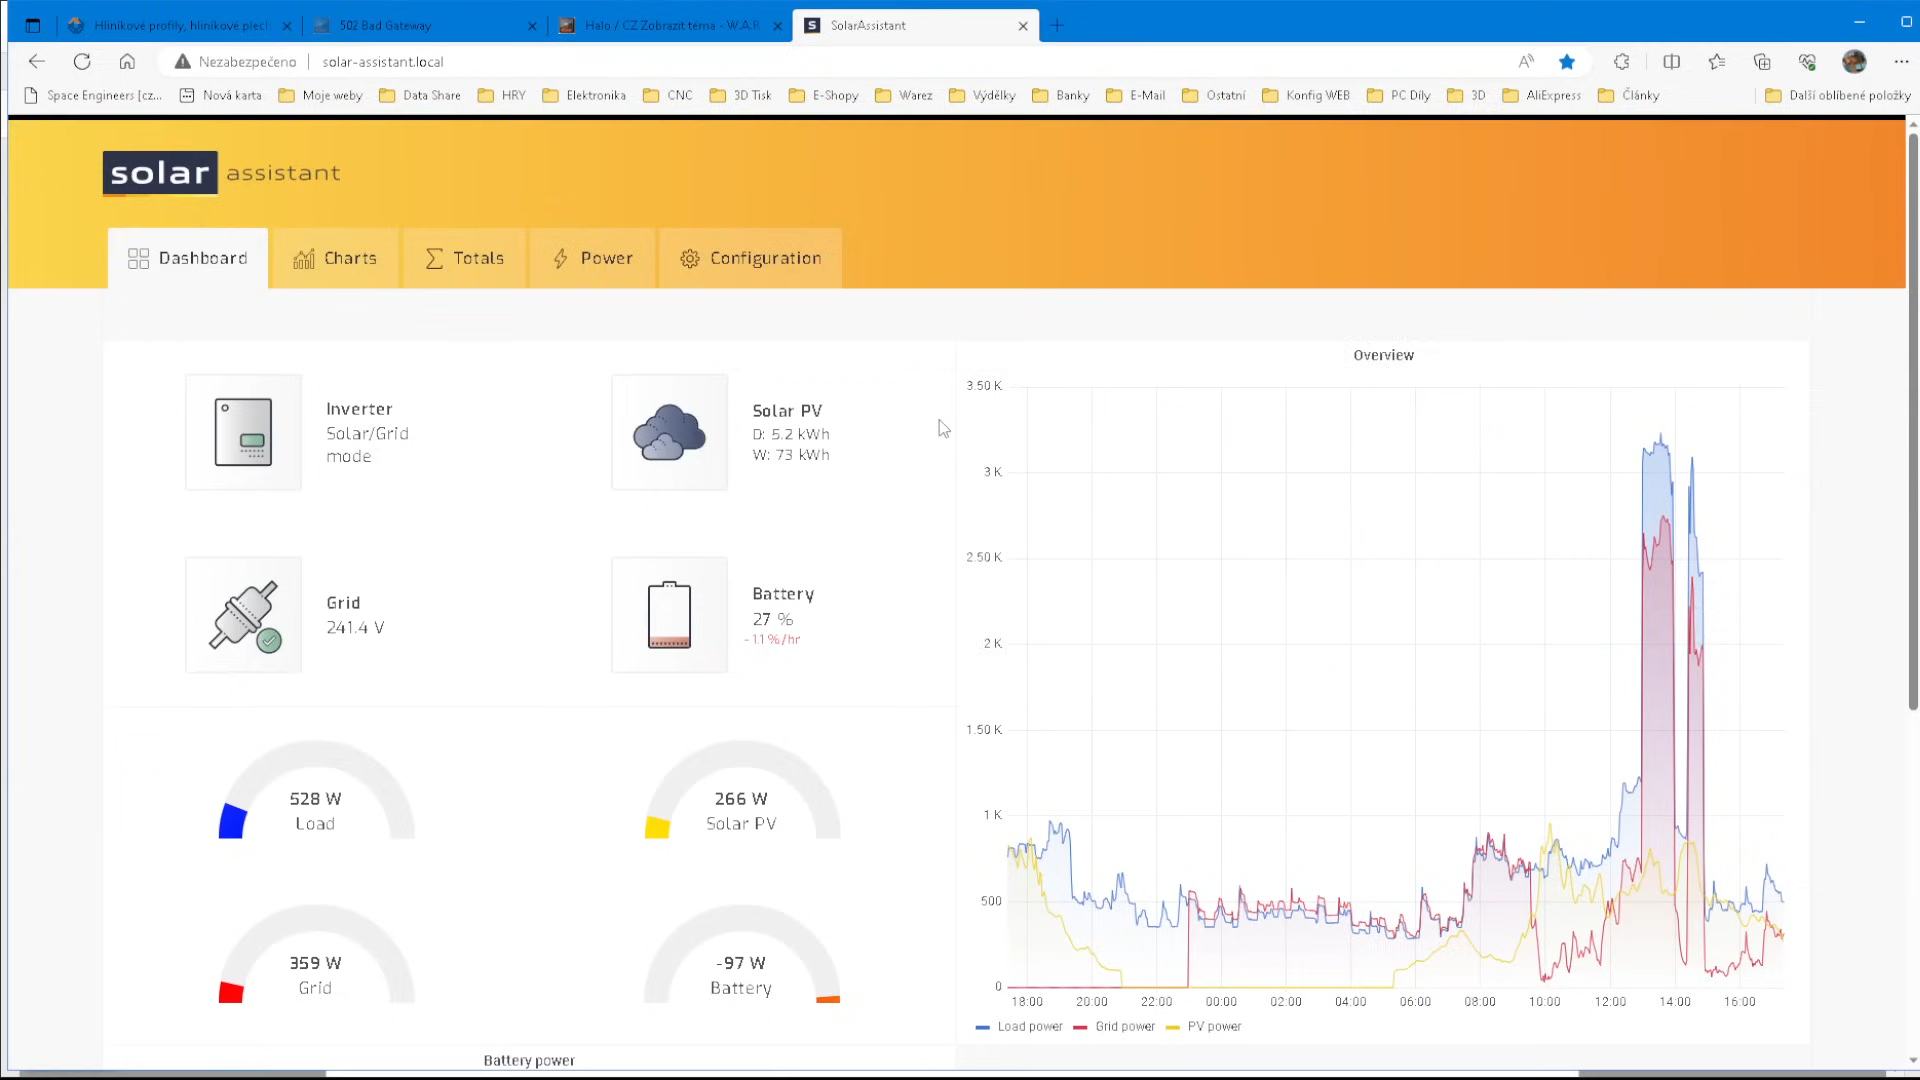 Hliníkové profily, hliníkové plech
502 Bad Gateway
Halo / CZ Zobrazit téma - W.A.R
SolarAssistant
Nezabezpečeno
solar-assistant.local
Space Engineers [cz...
Nová karta
Moje weby
Data Share
HRY
Elektronika
CNC
3D Tisk
E-Shopy
Warez
Výdělky
Banky
E-Mail
Ostatní
Konfig WEB
PC Díly
3D
AliExpress
Články
Další oblíbené položky
solar assistant
Dashboard
Charts
Totals
Power
Configuration
Inverter
Solar/Grid
mode
Solar PV
D: 5.2 kWh
W: 73 kWh
Grid
241.4 V
Battery
27 %
-11%/hr
528 W
Load
266 W
Solar PV
359 W
Grid
-97 W
Battery
Battery power
Overview
3.50 K
3 K
2.50 K
2 K
1.50 K
1 K
500
0
18:00
20:00
22:00
00:00
02:00
04:00
06:00
08:00
10:00
12:00
14:00
16:00
Load power
Grid power
PV power